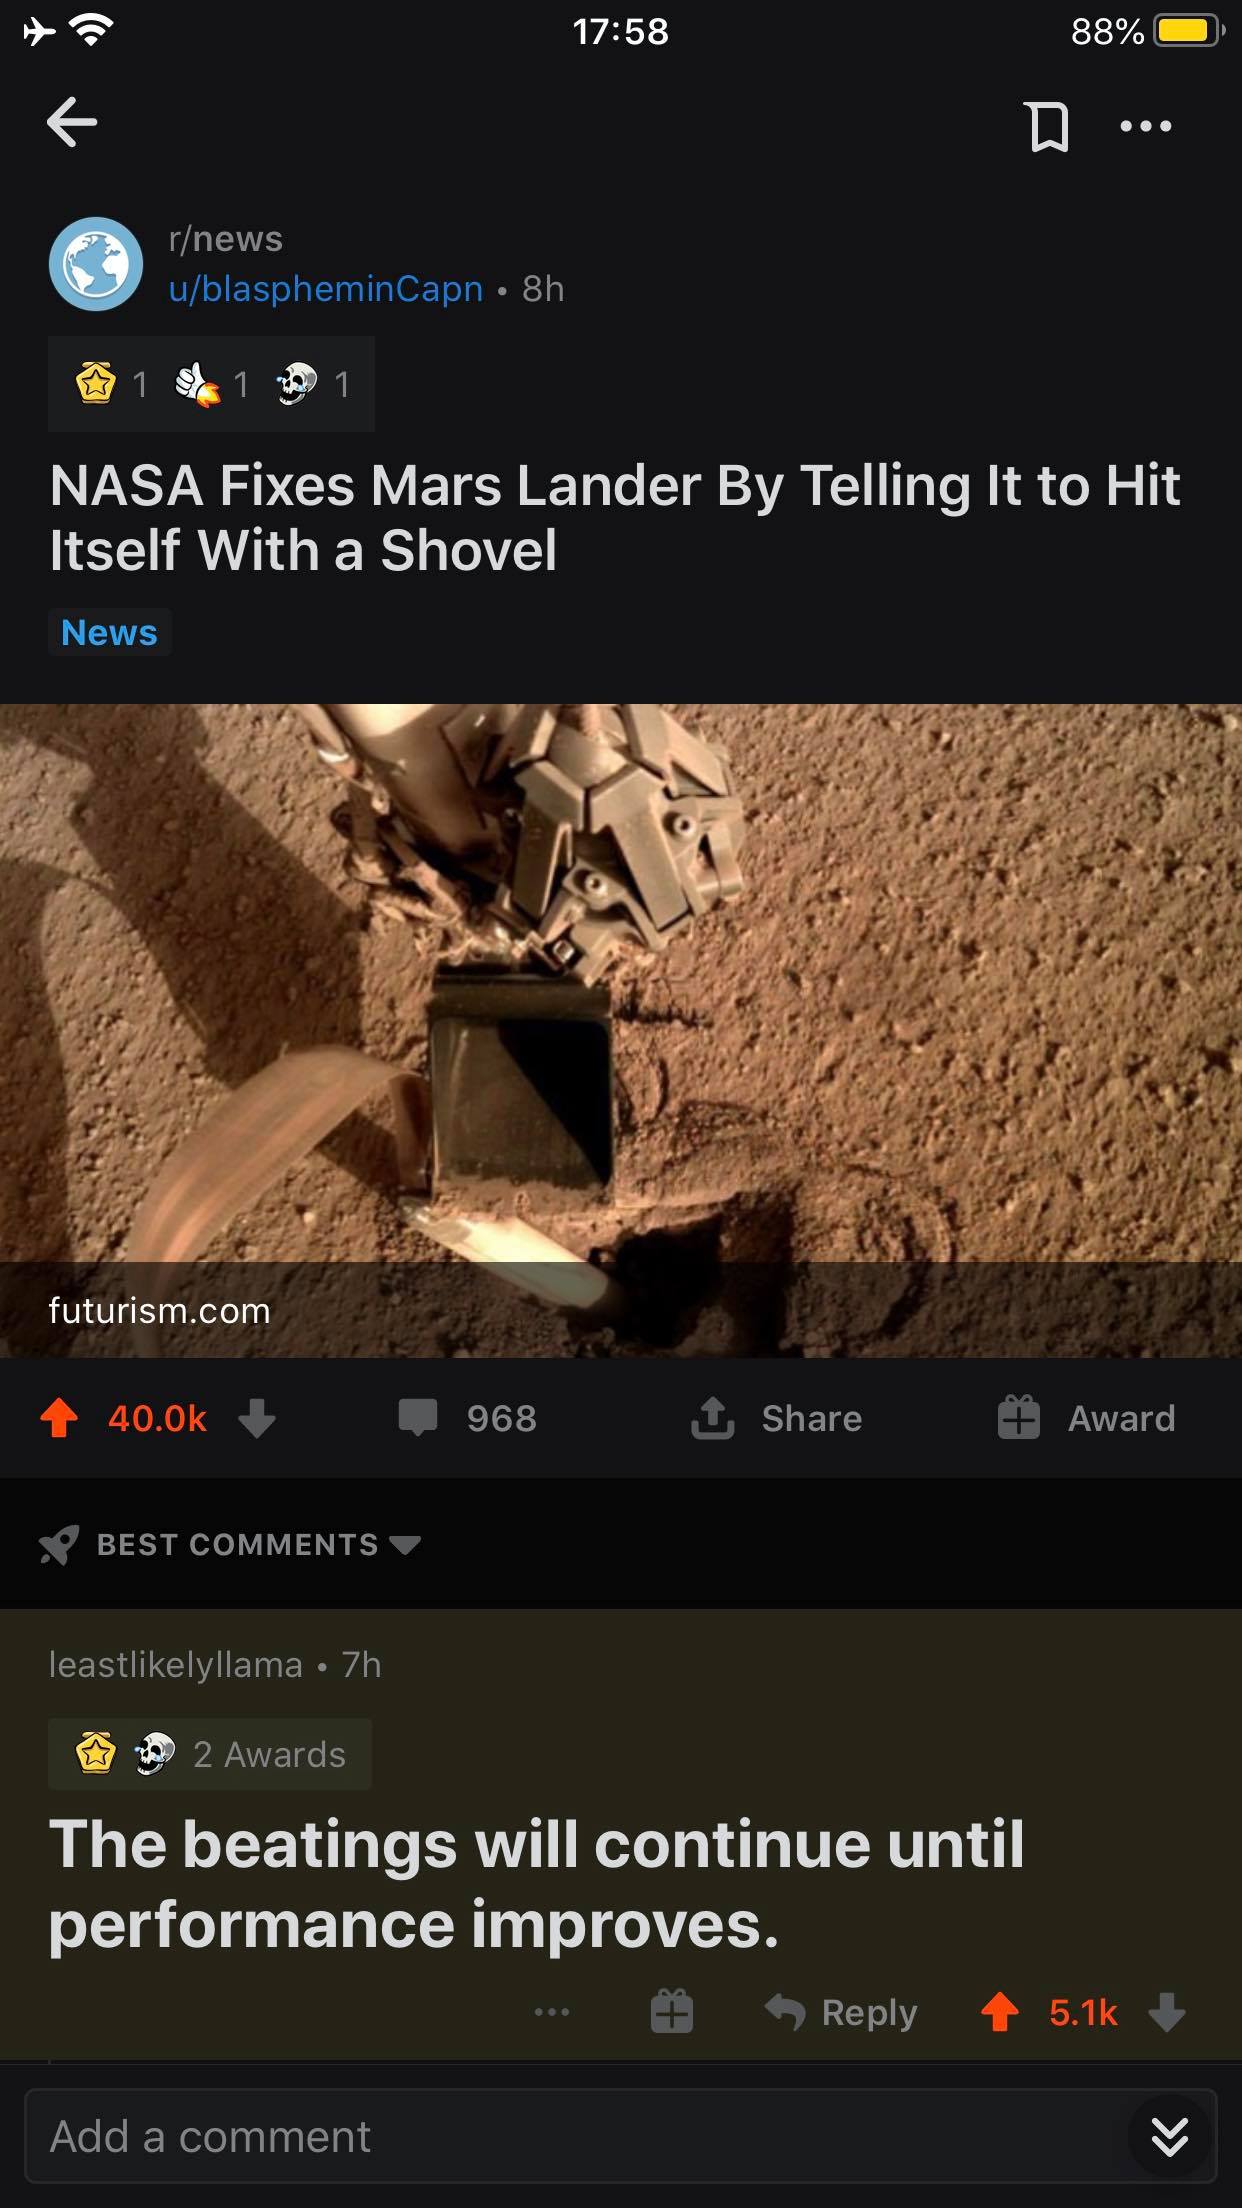 17:58
88%
r/news
u/blaspheminCapn • 8h
1 1 1
NASA Fixes Mars Lander By Telling It to Hit
Itself With a Shovel
News
futurism.com
40.0k 968 Share Award
BEST COMMENTS
leastlikelyllama • 7h
2 Awards
The beatings will continue until
performance improves.
Reply 5.1k
Add a comment